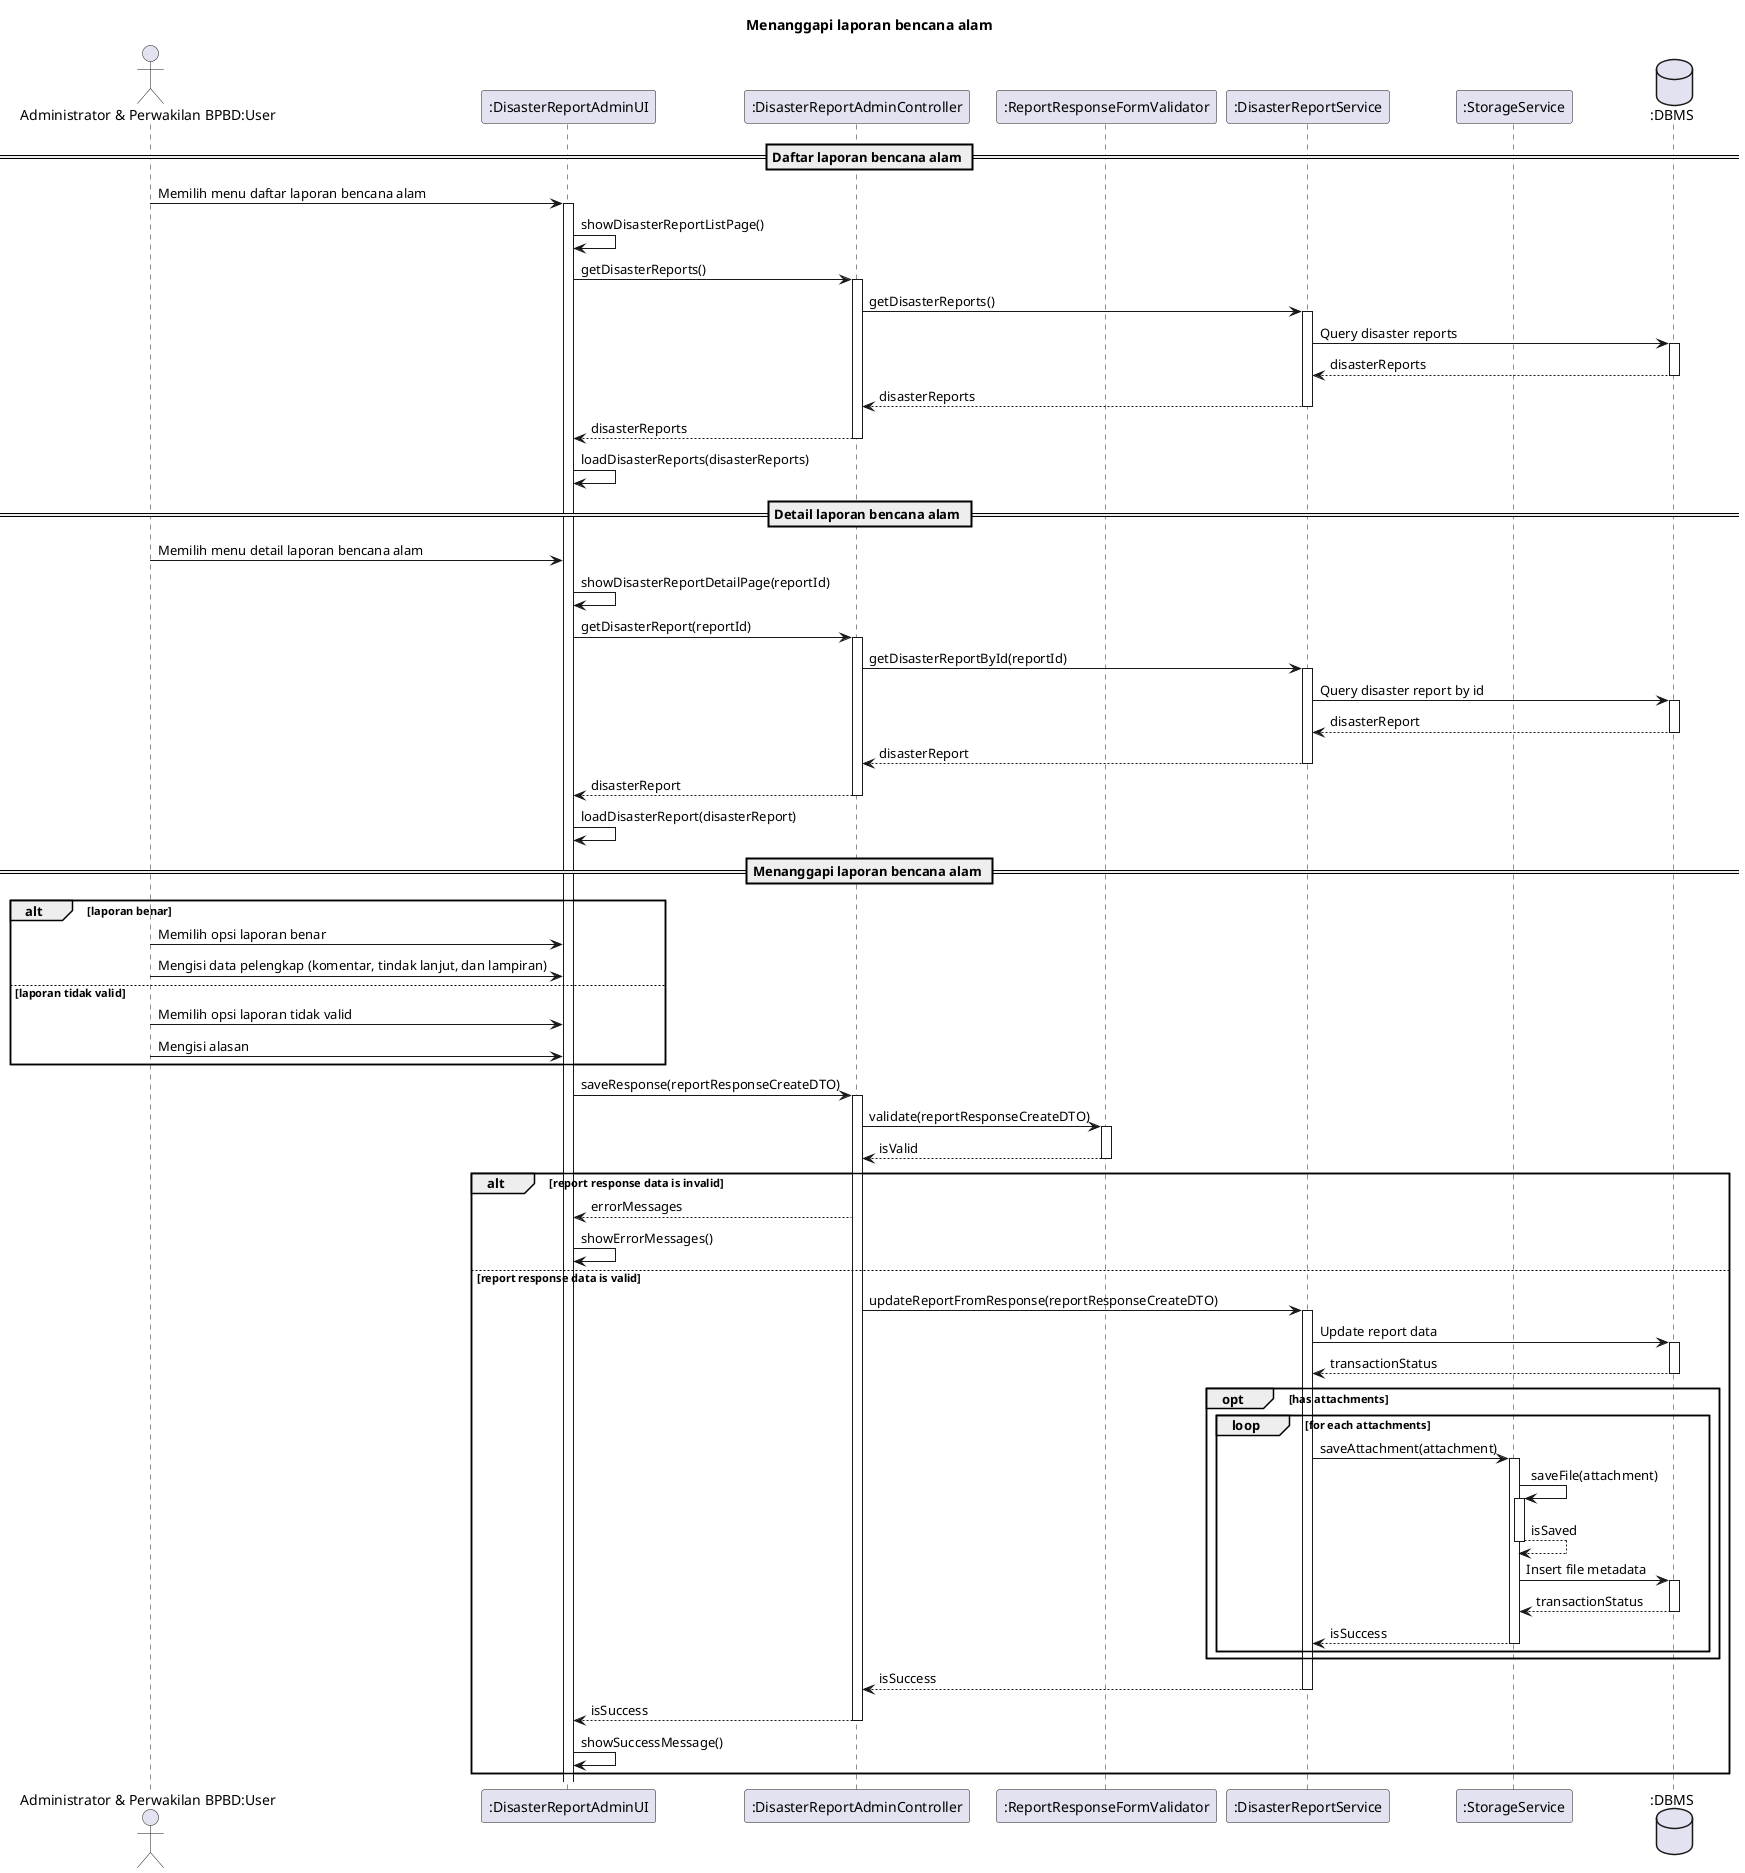 Menanggapi laporan bencana alam
Administrator & Perwakilan BPBD:User
:DisasterReportAdminUI
:DisasterReportAdminController
:ReportResponseFormValidator
:DisasterReportService
:StorageService
:DBMS
Daftar laporan bencana alam
Memilih menu daftar laporan bencana alam
showDisasterReportListPage()
getDisasterReports()
getDisasterReports()
Query disaster reports
disasterReports
disasterReports
disasterReports
loadDisasterReports(disasterReports)
Detail laporan bencana alam
Memilih menu detail laporan bencana alam
showDisasterReportDetailPage(reportId)
getDisasterReport(reportId)
getDisasterReportById(reportId)
Query disaster report by id
disasterReport
disasterReport
disasterReport
loadDisasterReport(disasterReport)
Menanggapi laporan bencana alam
alt [laporan benar]
Memilih opsi laporan benar
Mengisi data pelengkap (komentar, tindak lanjut, dan lampiran)
[laporan tidak valid]
Memilih opsi laporan tidak valid
Mengisi alasan
saveResponse(reportResponseCreateDTO)
validate(reportResponseCreateDTO)
isValid
alt [report response data is invalid]
errorMessages
showErrorMessages()
[report response data is valid]
updateReportFromResponse(reportResponseCreateDTO)
Update report data
transactionStatus
opt [has attachments]
loop [for each attachments]
saveAttachment(attachment)
saveFile(attachment)
isSaved
Insert file metadata
transactionStatus
isSuccess
isSuccess
isSuccess
showSuccessMessage()
Administrator & Perwakilan BPBD:User
:DisasterReportAdminUI
:DisasterReportAdminController
:ReportResponseFormValidator
:DisasterReportService
:StorageService
:DBMS